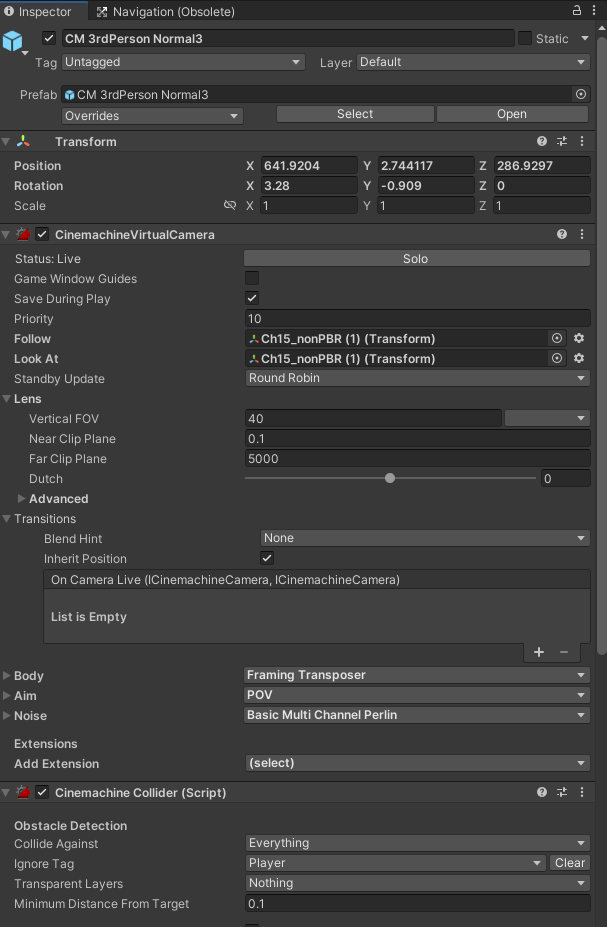 Inspector Navigation (Obsolete)
CM 3rdPerson Normal3 Static
Tag Untagged Layer Default
Prefab CM 3rdPerson Normal3
Overrides Select Open
Transform
Position X 641.9204 Y 2.744117 Z 286.9297
Rotation X 3.28 Y -0.909 Z 0
Scale X 1 Y 1 Z 1
CinemachineVirtualCamera
Status: Live Solo
Game Window Guides
Save During Play
Priority 10
Follow Ch15_nonPBR (1) (Transform)
Look At Ch15_nonPBR (1) (Transform)
Standby Update Round Robin
Lens
Vertical FOV 40
Near Clip Plane 0.1
Far Clip Plane 5000
Dutch 0
Advanced
Transitions
Blend Hint None
Inherit Position
On Camera Live (ICinemachineCamera, ICinemachineCamera)
List is Empty
Body Framing Transposer
Aim POV
Noise Basic Multi Channel Perlin
Extensions
Add Extension (select)
Cinemachine Collider (Script)
Obstacle Detection
Collide Against Everything
Ignore Tag Player Clear
Transparent Layers Nothing
Minimum Distance From Target 0.1